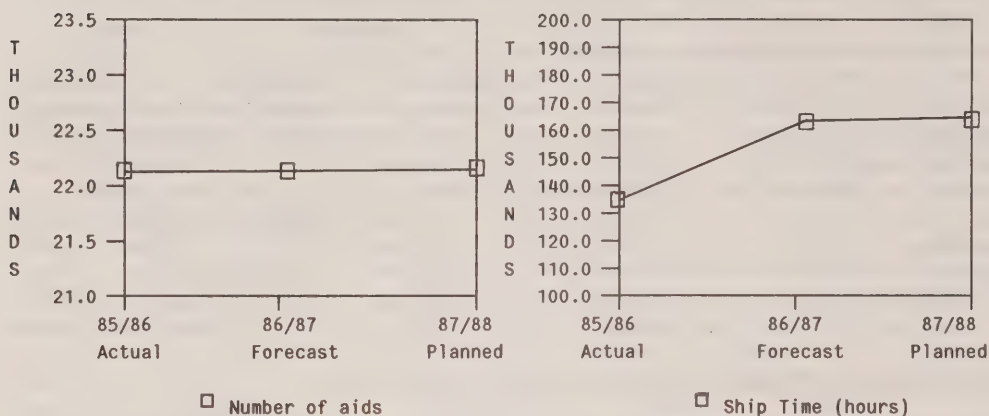 THOUSANDS
23.5
23.0
22.5
22.0
21.5
21.0
85/86 86/87 87/88
Actual Forecast Planned
Number of aids
THOUSANDS
200.0
190.0
180.0
170.0
160.0
150.0
140.0
130.0
120.0
110.0
100.0
85/86 86/87 87/88
Actual Forecast Planned
Ship Time (hours)